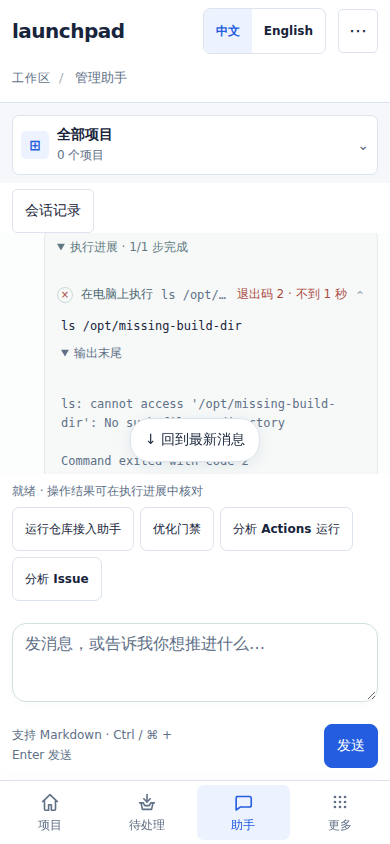 launchpad
中文 English ⋯
工作区 / 管理助手
全部项目
0 个项目
会话记录
▼ 执行进展 · 1/1 步完成
× 在电脑上执行 ls /opt/… 退出码 2 · 不到 1 秒
ls /opt/missing-build-dir
▼ 输出末尾
ls: cannot access '/opt/missing-build-
dir': No
↓ 回到最新消息
Command exited with code 2
就绪 · 操作结果可在执行进展中核对
运行仓库接入助手 优化门禁 分析 Actions 运行
分析 Issue
发消息，或告诉我你想推进什么…
支持 Markdown · Ctrl / ⌘ +
Enter 发送
发送
项目 待处理 助手 更多